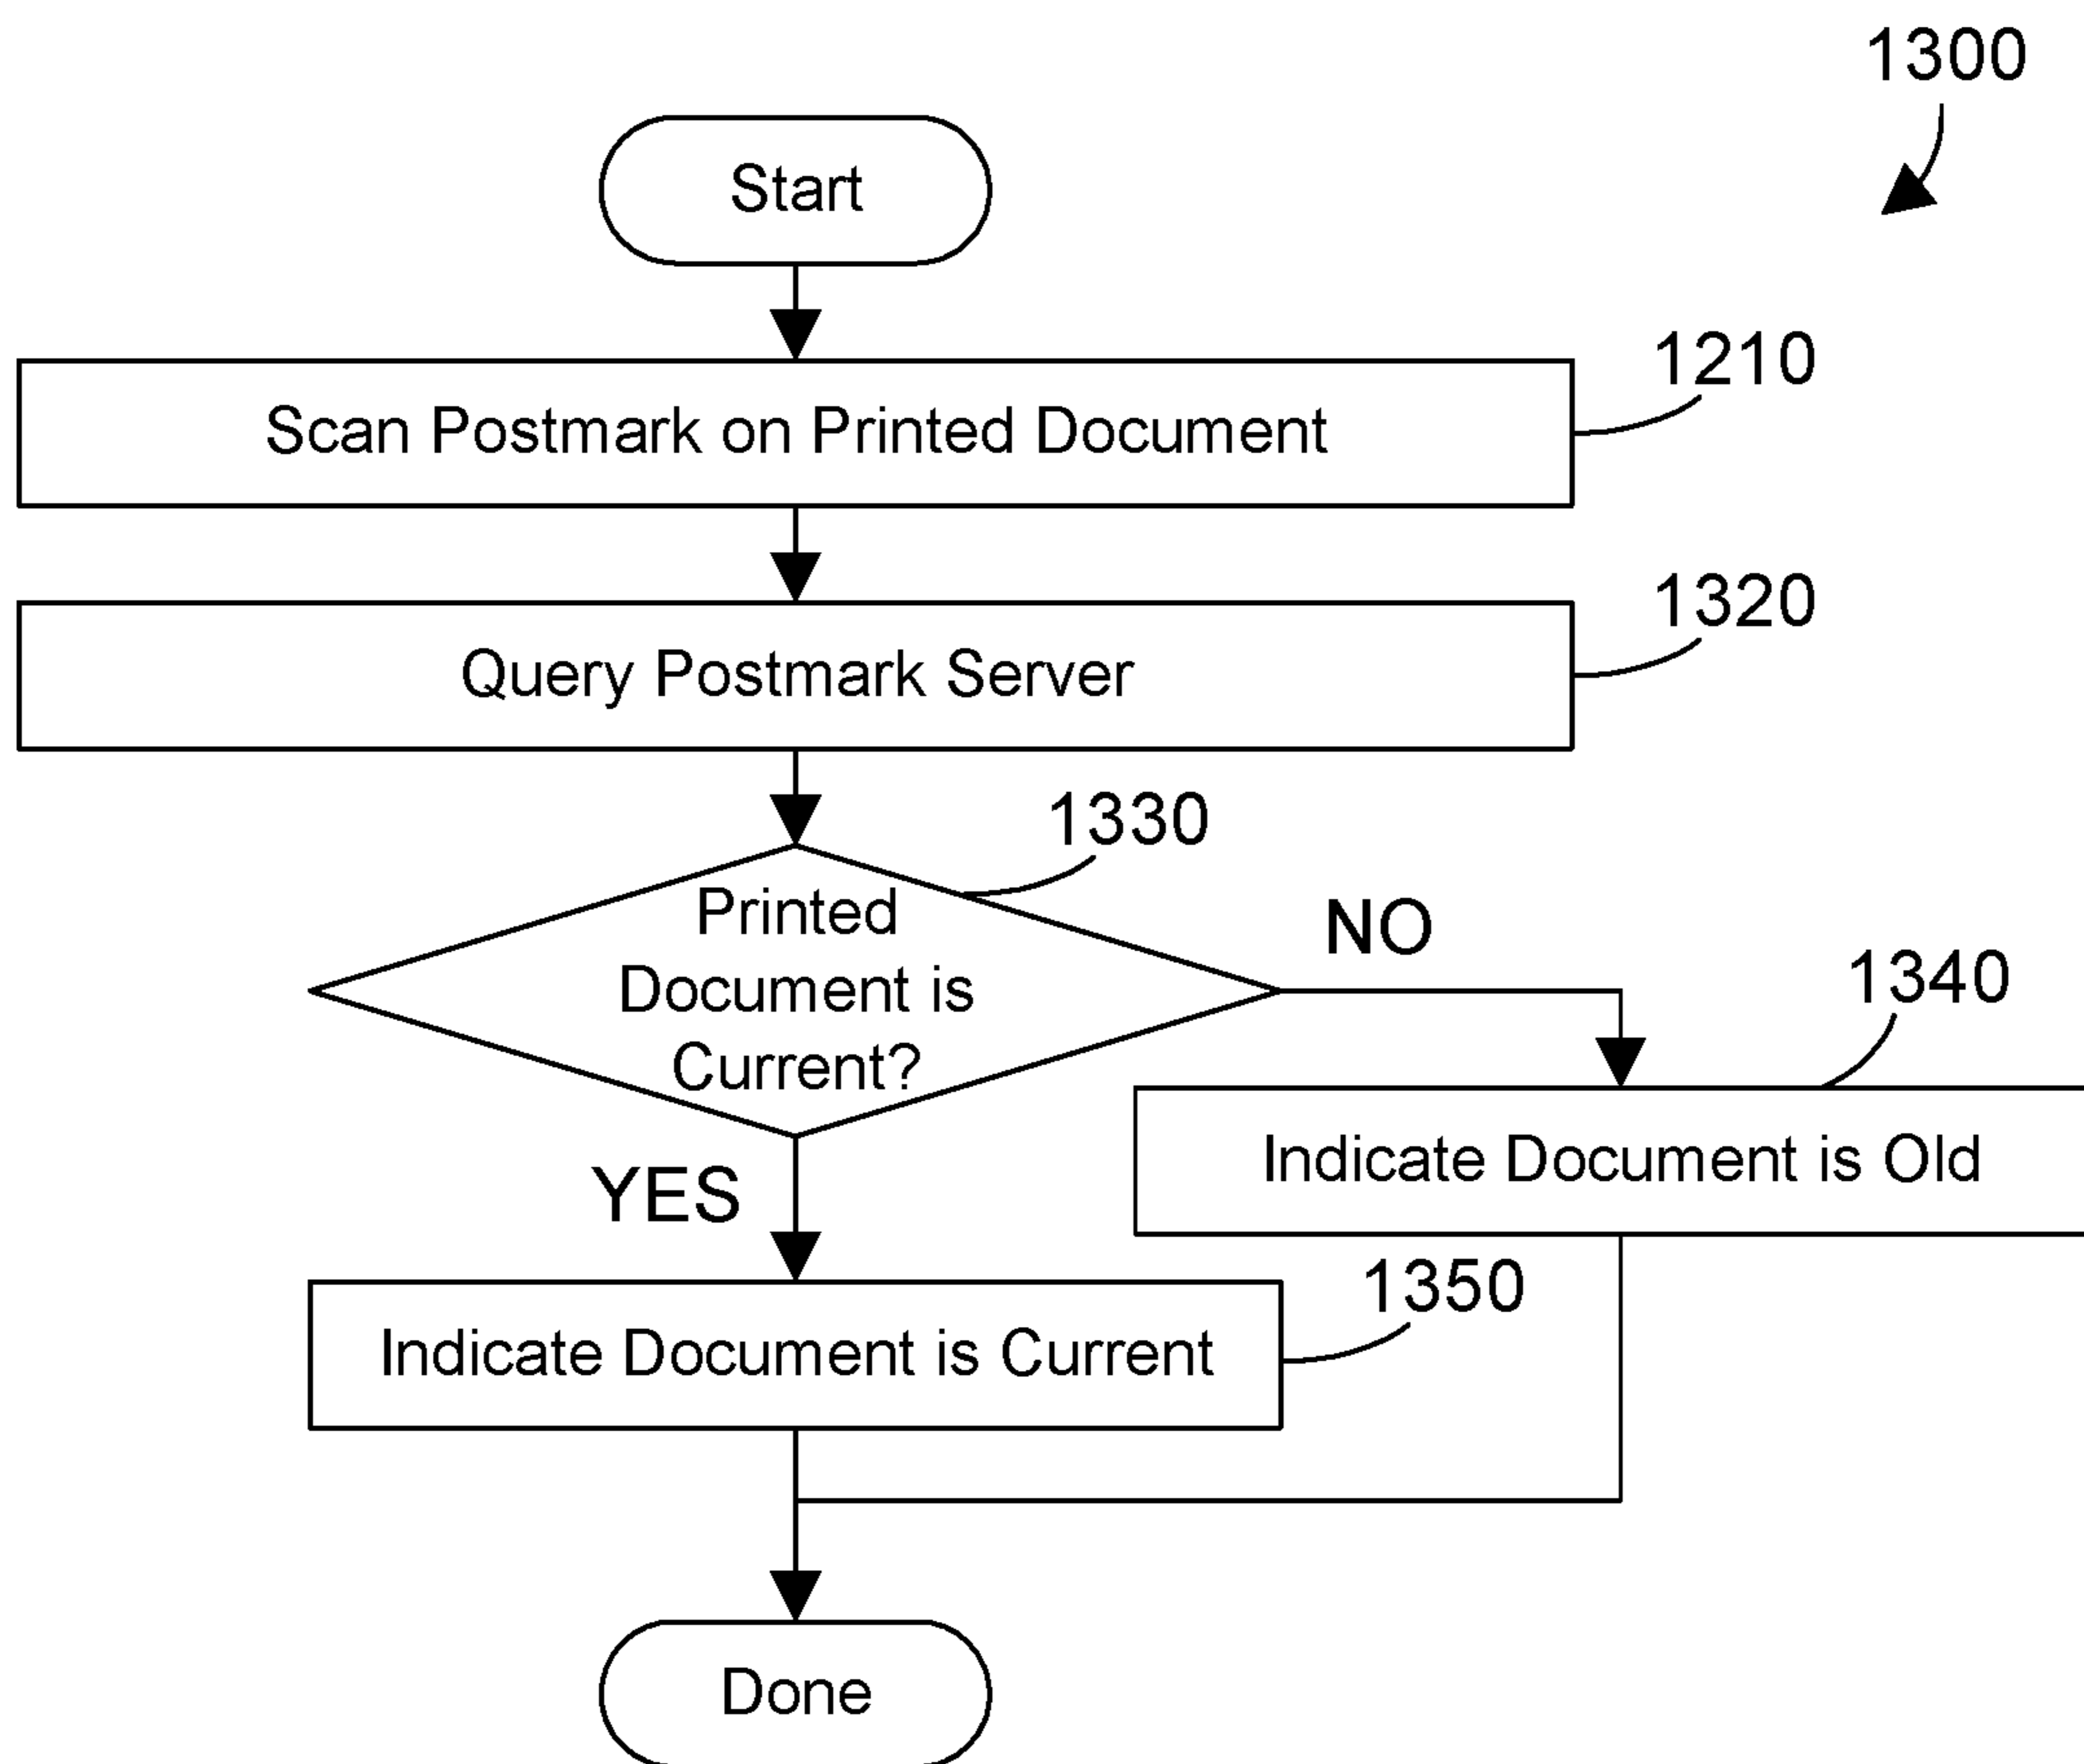 1300
Start
1210
Scan Postmark on Printed Document
1320
Query Postmark Server
1330
Printed
Document is
Current?
NO
1340
Indicate Document is Old
YES
1350
Indicate Document is Current
Done